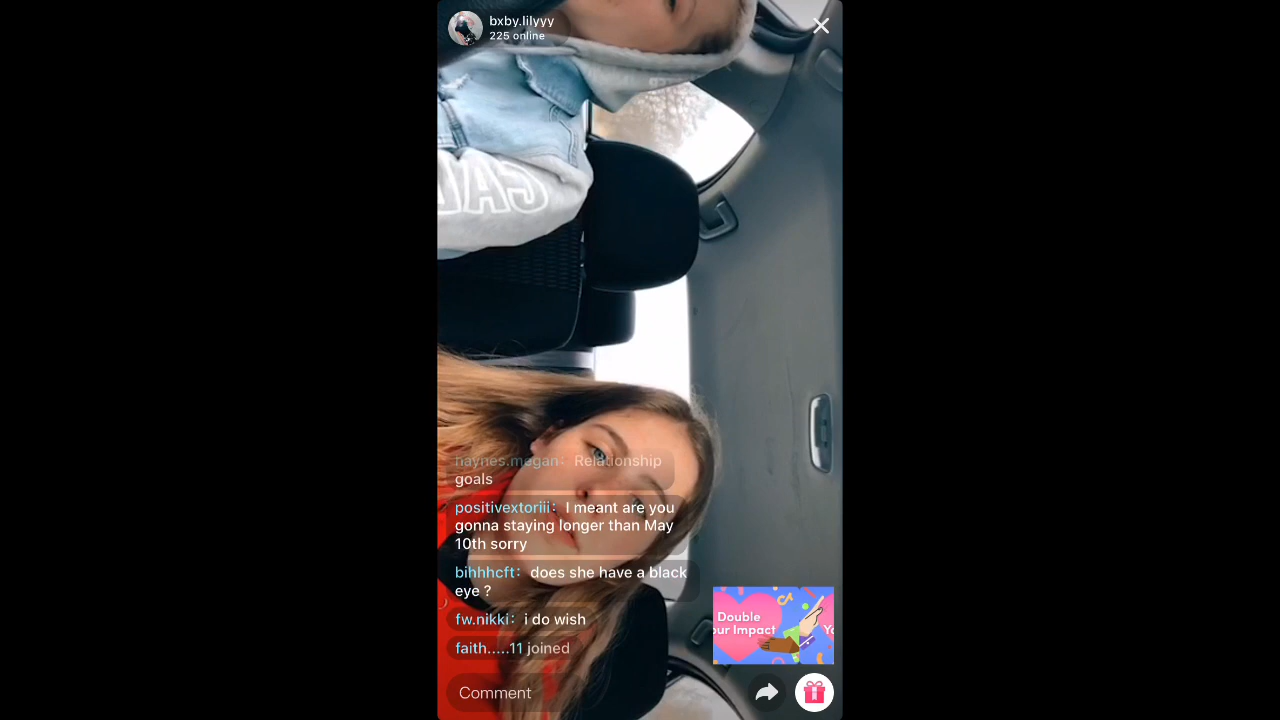 bxby.lilyyy
225 online
haynes.megan: Relationship
goals
positivextoriii: I meant are you
gonna staying longer than May
10th sorry
bihhhcft: does she have a black
eye ?
fw.nikki: i do wish
faith.....11 joined
Double
our Impact
Yo
Comment